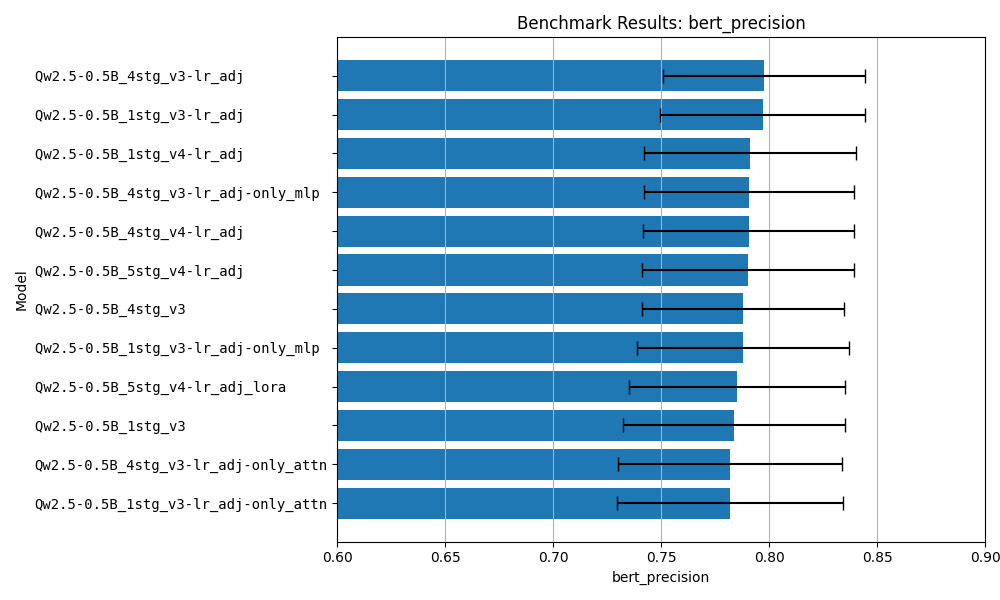 Benchmark Results: bert_precision
Model
Qw2.5-0.5B_4stg_v3-lr_adj
Qw2.5-0.5B_1stg_v3-lr_adj
Qw2.5-0.5B_1stg_v4-lr_adj
Qw2.5-0.5B_4stg_v3-lr_adj-only_mlp
Qw2.5-0.5B_4stg_v4-lr_adj
Qw2.5-0.5B_5stg_v4-lr_adj
Qw2.5-0.5B_4stg_v3
Qw2.5-0.5B_1stg_v3-lr_adj-only_mlp
Qw2.5-0.5B_5stg_v4-lr_adj_lora
Qw2.5-0.5B_1stg_v3
Qw2.5-0.5B_4stg_v3-lr_adj-only_attn
Qw2.5-0.5B_1stg_v3-lr_adj-only_attn
0.60 0.65 0.70 0.75 0.80 0.85 0.90
bert_precision